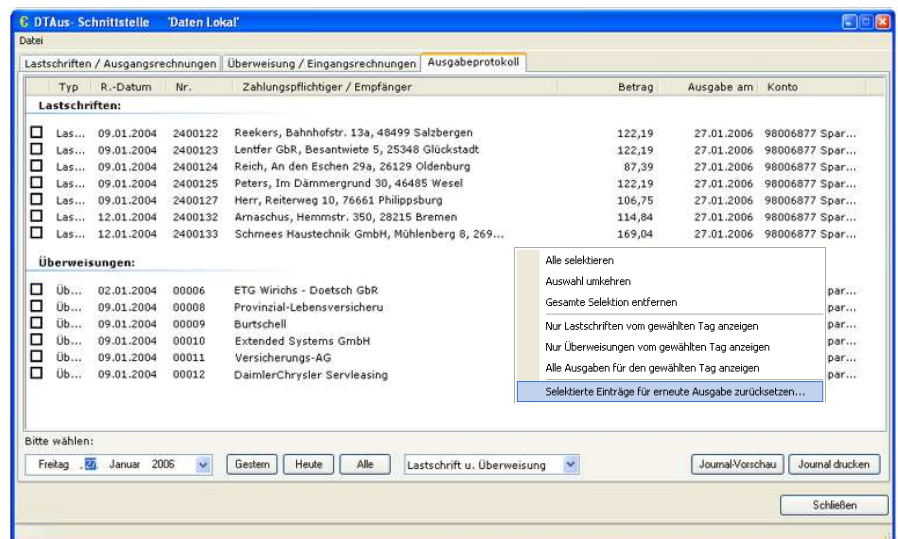 DTAus- Schnittstelle 'Daten Lokal'
Datei
Lastschriften / Ausgangsrechnungen Überweisung / Eingangsrechnungen Ausgabeprotokoll
Typ R.-Datum Nr. Zahlungspflichtiger / Empfänger Betrag Ausgabe am Konto
Lastschriften:
Las... 09.01.2004 2400122 Reekers, Bahnhofstr. 13a, 48499 Salzbergen 122,19 27.01.2006 98006877 Spar...
Las... 09.01.2004 2400123 Lentfer GbR, Besantwiete 5, 25348 Glückstadt 122,19 27.01.2006 98006877 Spar...
Las... 09.01.2004 2400124 Reich, An den Eschen 29a, 26129 Oldenburg 87,39 27.01.2006 98006877 Spar...
Las... 09.01.2004 2400125 Peters, Im Dämmergrund 30, 46485 Wesel 122,19 27.01.2006 98006877 Spar...
Las... 09.01.2004 2400127 Herr, Reiterweg 10, 76661 Philippsburg 106,75 27.01.2006 98006877 Spar...
Las... 12.01.2004 2400132 Arnaschus, Hemmstr. 350, 28215 Bremen 114,84 27.01.2006 98006877 Spar...
Las... 12.01.2004 2400133 Schmees Haustechnik GmbH, Mühlenberg 8, 269... 169,04 27.01.2006 98006877 Spar...
Überweisungen:
Üb... 02.01.2004 00006 ETG Wirichs - Doetsch GbR par...
Üb... 09.01.2004 00008 Provinzial-Lebensversicheru par...
Üb... 09.01.2004 00009 Burtschell par...
Üb... 09.01.2004 00010 Extended Systems GmbH par...
Üb... 09.01.2004 00011 Versicherungs-AG par...
Üb... 09.01.2004 00012 DaimlerChrysler Servleasing par...
Alle selektieren
Auswahl umkehren
Gesamte Selektion entfernen
Nur Lastschriften vom gewählten Tag anzeigen
Nur Überweisungen vom gewählten Tag anzeigen
Alle Ausgaben für den gewählten Tag anzeigen
Selektierte Einträge für erneute Ausgabe zurücksetzen...
Bitte wählen:
Freitag , 27. Januar 2006 Gestern Heute Alle Lastschrift u. Überweisung Journal-Vorschau Journal drucken
Schließen